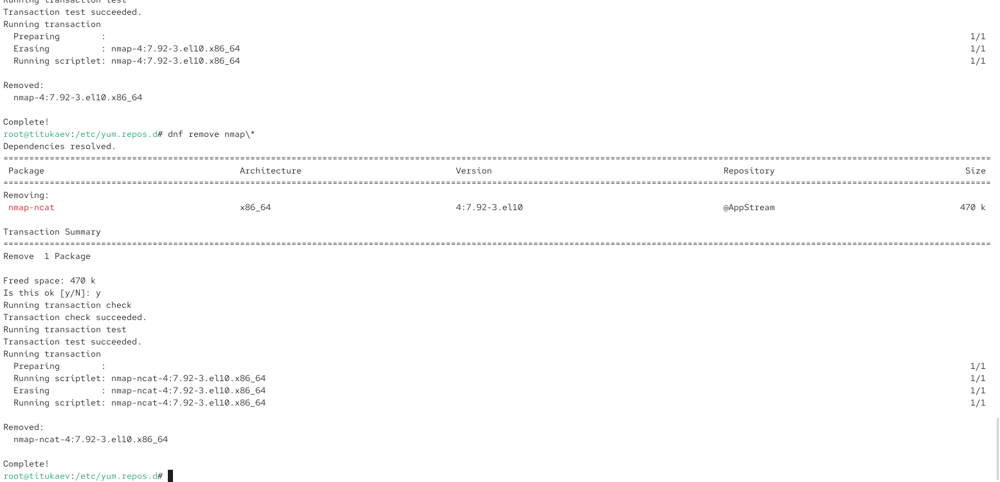 Running transaction test
Transaction test succeeded.
Running transaction
  Preparing        :                                                                 1/1
  Erasing          : nmap-4:7.92-3.el10.x86_64                                       1/1
  Running scriptlet: nmap-4:7.92-3.el10.x86_64                                       1/1

Removed:
  nmap-4:7.92-3.el10.x86_64

Complete!
root@titukaev:/etc/yum.repos.d# dnf remove nmap\*
Dependencies resolved.
================================================================================
 Package          Architecture          Version          Repository          Size
================================================================================
Removing:
 nmap-ncat          x86_64          4:7.92-3.el10          @AppStream          470 k

Transaction Summary
================================================================================
Remove  1 Package

Freed space: 470 k
Is this ok [y/N]: y
Running transaction check
Transaction check succeeded.
Running transaction test
Transaction test succeeded.
Running transaction
  Preparing        :                                                                 1/1
  Running scriptlet: nmap-ncat-4:7.92-3.el10.x86_64                                  1/1
  Erasing          : nmap-ncat-4:7.92-3.el10.x86_64                                  1/1
  Running scriptlet: nmap-ncat-4:7.92-3.el10.x86_64                                  1/1

Removed:
  nmap-ncat-4:7.92-3.el10.x86_64

Complete!
root@titukaev:/etc/yum.repos.d#